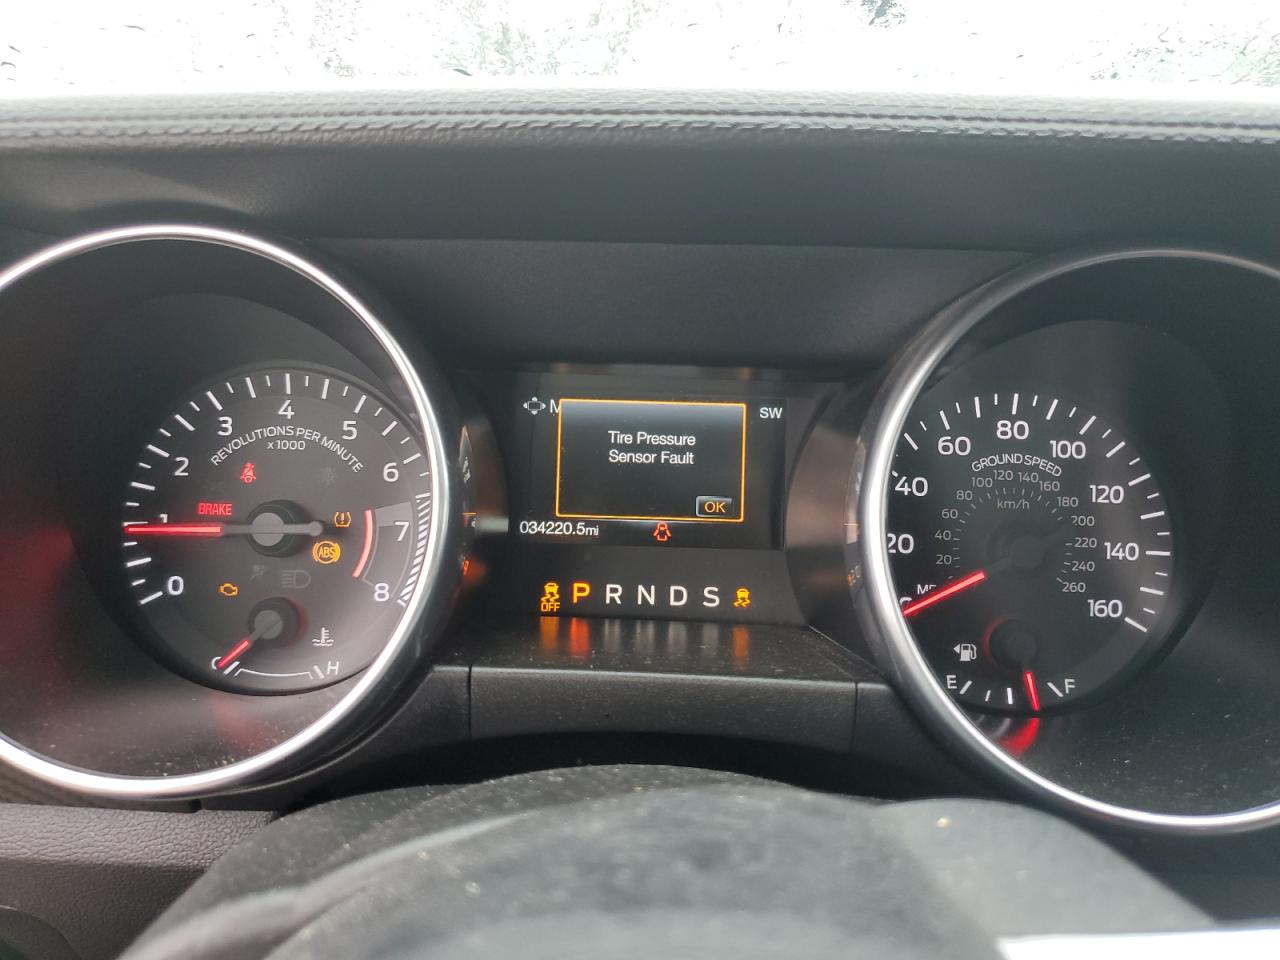 0
1
2
3
4
5
6
7
8
REVOLUTIONS PER MINUTE
x1000
BRAKE
ABS
H
M
SW
Tire Pressure
Sensor Fault
OK
034220.5mi
OFF
P R N D S
20
40
60
80
100
120
140
160
GROUND SPEED
km/h
20
40
60
80
100
120
140
160
180
200
220
240
260
E
F